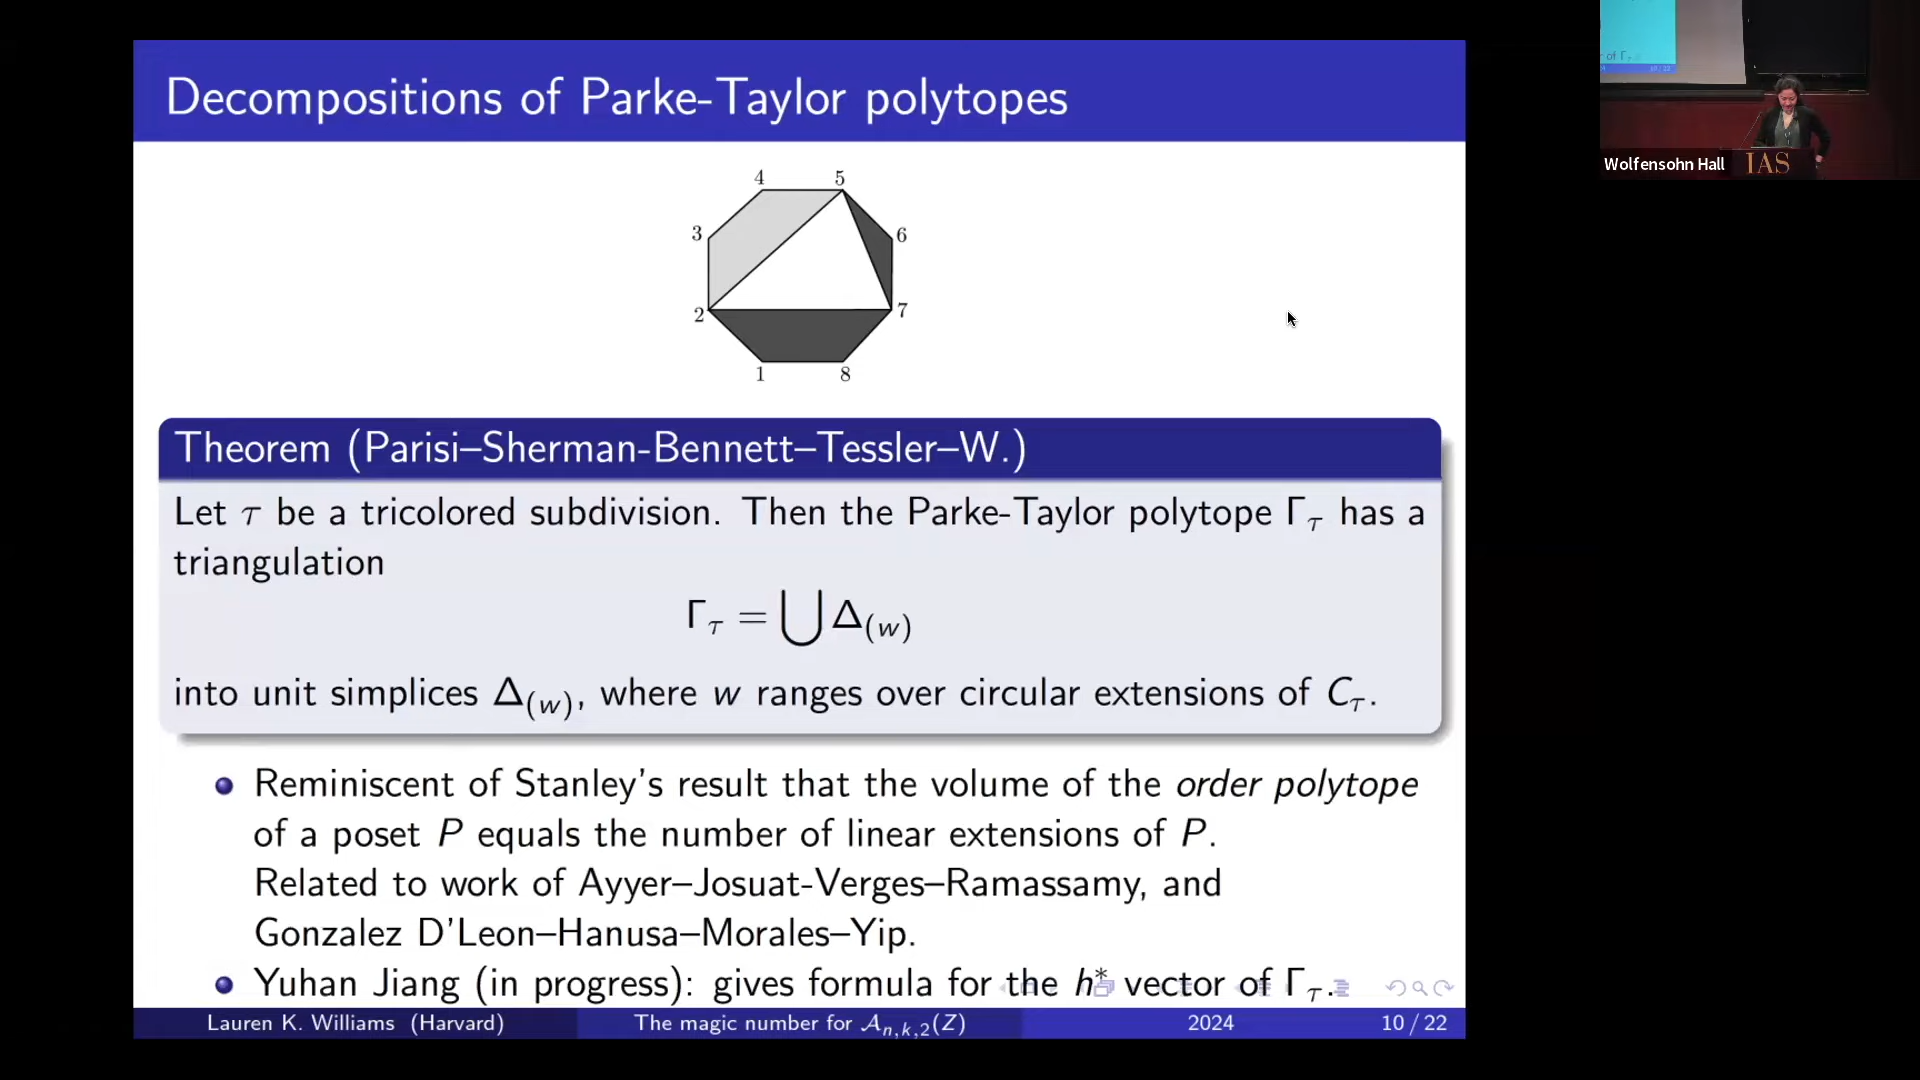 Decompositions of Parke-Taylor polytopes
4 5
3 6
2 7
1 8
Theorem (Parisi–Sherman-Bennett–Tessler–W.)
Let τ be a tricolored subdivision. Then the Parke-Taylor polytope Γ_τ has a
triangulation
Γ_τ = ⋃ Δ_(w)
into unit simplices Δ_(w), where w ranges over circular extensions of C_τ.
Reminiscent of Stanley's result that the volume of the order polytope
of a poset P equals the number of linear extensions of P.
Related to work of Ayyer–Josuat-Verges–Ramassamy, and
Gonzalez D'Leon–Hanusa–Morales–Yip.
Yuhan Jiang (in progress): gives formula for the h* vector of Γ_τ.
Lauren K. Williams (Harvard) The magic number for 𝒜_{n,k,2}(Z) 2024 10 / 22
of Γ_τ
Wolfensohn Hall
IAS